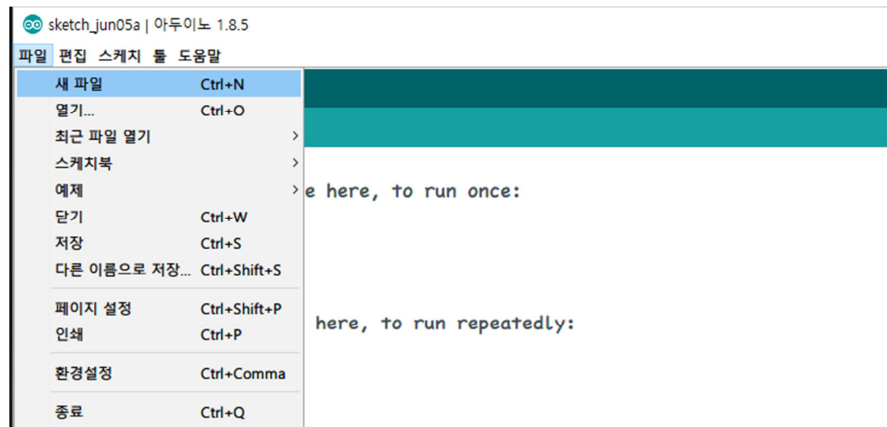 sketch_jun05a | 아두이노 1.8.5
파일 편집 스케치 툴 도움말
새 파일 Ctrl+N
열기... Ctrl+O
최근 파일 열기 >
스케치북 >
예제 >
닫기 Ctrl+W
저장 Ctrl+S
다른 이름으로 저장... Ctrl+Shift+S
페이지 설정 Ctrl+Shift+P
인쇄 Ctrl+P
환경설정 Ctrl+Comma
종료 Ctrl+Q
e here, to run once:
here, to run repeatedly: